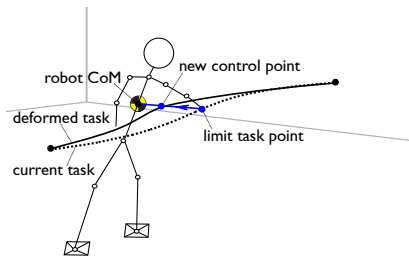 new control point
robot CoM
deformed task
limit task point
current task